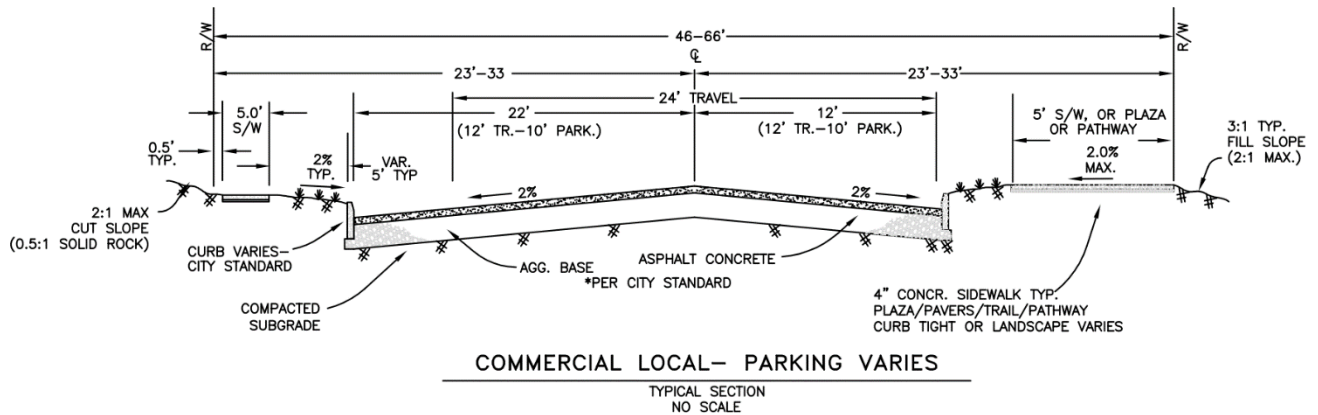 R/W
46-66'
R/W
℄
23'-33
23'-33'
24' TRAVEL
5.0'
S/W
22'
(12' TR.-10' PARK.)
12'
(12' TR.-10' PARK.)
5' S/W, OR PLAZA
OR PATHWAY
0.5'
TYP.
2%
TYP.
VAR.
5' TYP
2.0%
MAX.
3:1 TYP.
FILL SLOPE
(2:1 MAX.)
2%
2%
2:1 MAX
CUT SLOPE
(0.5:1 SOLID ROCK)
CURB VARIES-
CITY STANDARD
AGG. BASE
*PER CITY STANDARD
ASPHALT CONCRETE
COMPACTED
SUBGRADE
4" CONCR. SIDEWALK TYP.
PLAZA/PAVERS/TRAIL/PATHWAY
CURB TIGHT OR LANDSCAPE VARIES
COMMERCIAL LOCAL- PARKING VARIES
TYPICAL SECTION
NO SCALE